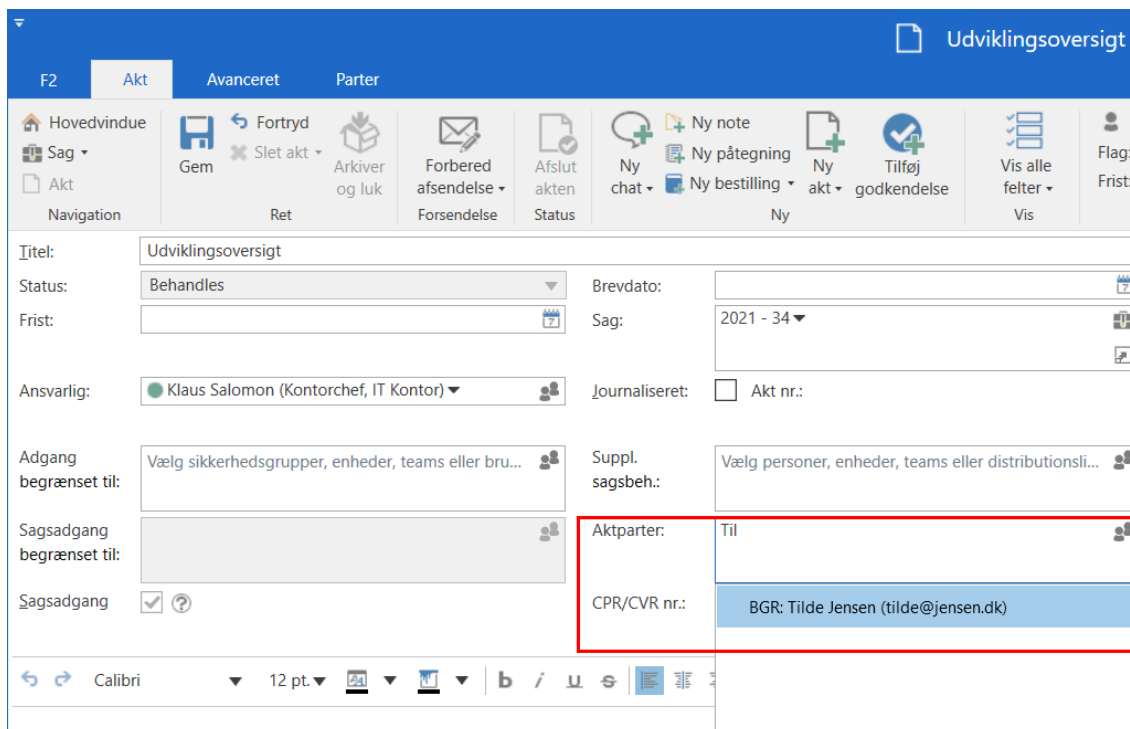 Udviklingsoversigt
F2 Akt Avanceret Parter
Hovedvindue
Sag
Akt
Navigation
Gem
Fortryd
Slet akt
Arkiver
og luk
Ret
Forbered
afsendelse
Forsendelse
Afslut
akten
Status
Ny
chat
Ny note
Ny påtegning
Ny bestilling
Ny
akt
Tilføj
godkendelse
Ny
Vis alle
felter
Vis
Flag:
Frist:
Titel: Udviklingsoversigt
Status: Behandles Brevdato:
7
Frist: 7 Sag: 2021 - 34
Ansvarlig: Klaus Salomon (Kontorchef, IT Kontor) Journaliseret: Akt nr.:
Adgang
begrænset til:
Vælg sikkerhedsgrupper, enheder, teams eller bru...
Suppl.
sagsbeh.:
Vælg personer, enheder, teams eller distributionsli...
Sagsadgang
begrænset til:
Aktparter: Til
Sagsadgang ? CPR/CVR nr.: BGR: Tilde Jensen (tilde@jensen.dk)
Calibri 12 pt. b i u s